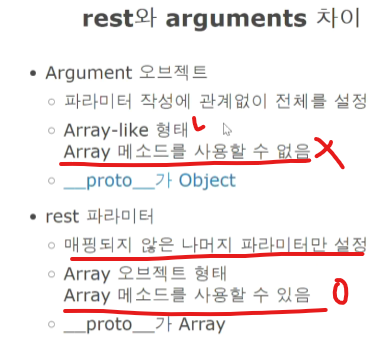 rest와 arguments 차이
Argument 오브젝트
파라미터 작성에 관계없이 전체를 설정
Array-like 형태
Array 메소드를 사용할 수 없음 X
__proto__가 Object
rest 파라미터
매핑되지 않은 나머지 파라미터만 설정
Array 오브젝트 형태
Array 메소드를 사용할 수 있음 O
__proto__가 Array